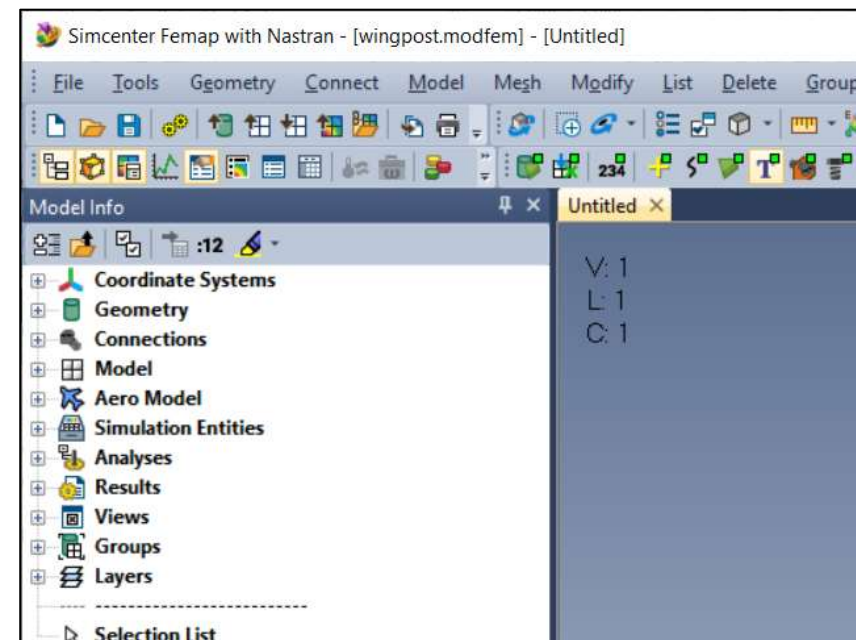 Simcenter Femap with Nastran - [wingpost.modfem] - [Untitled]
File Tools Geometry Connect Model Mesh Modify List Delete Group
234
Model Info
Untitled
:12
V: 1
L: 1
C: 1
Coordinate Systems
Geometry
Connections
Model
Aero Model
Simulation Entities
Analyses
Results
Views
Groups
Layers
Selection List